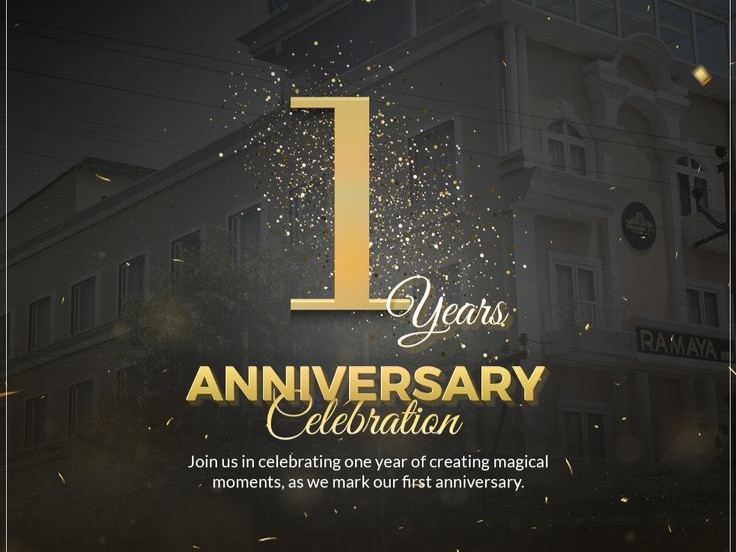 1
Years
ANNIVERSARY
Celebration
Join us in celebrating one year of creating magical
moments, as we mark our first anniversary.
RAMAYA